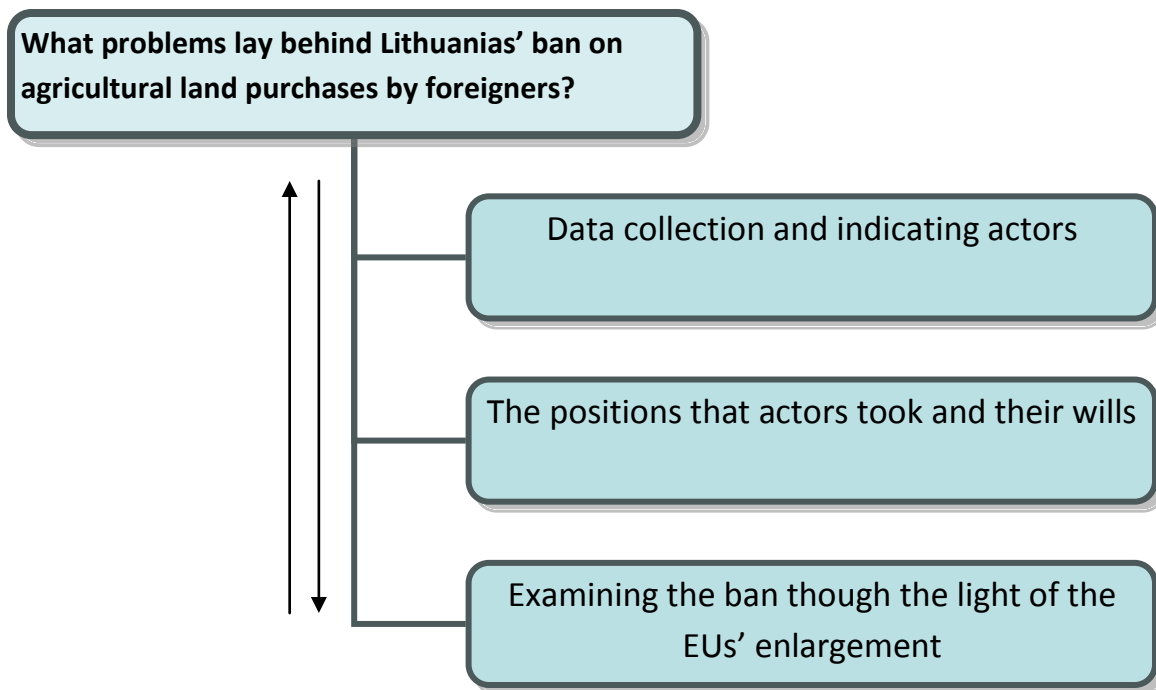 What problems lay behind Lithuanias’ ban on
agricultural land purchases by foreigners?
Data collection and indicating actors
The positions that actors took and their wills
Examining the ban though the light of the
EUs’ enlargement